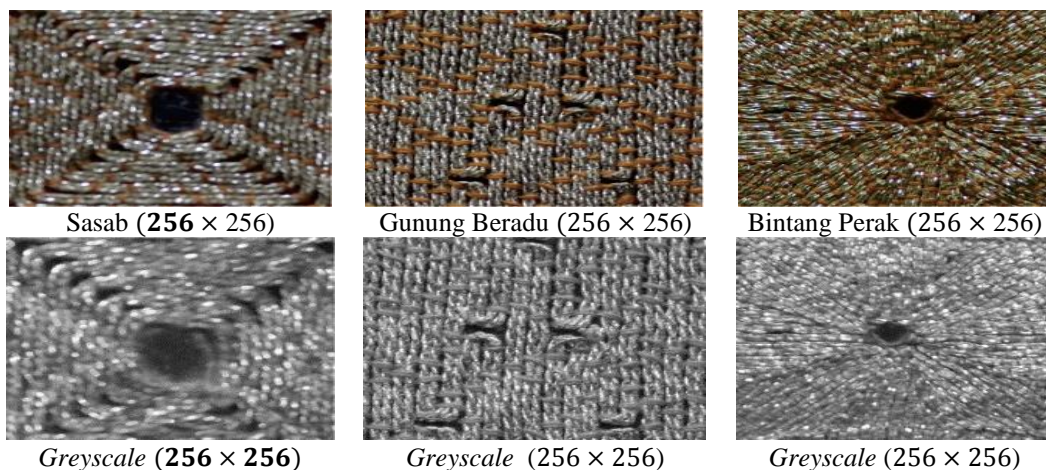 Sasab (256 × 256) Gunung Beradu (256 × 256) Bintang Perak (256 × 256)
Greyscale (256 × 256) Greyscale (256 × 256) Greyscale (256 × 256)